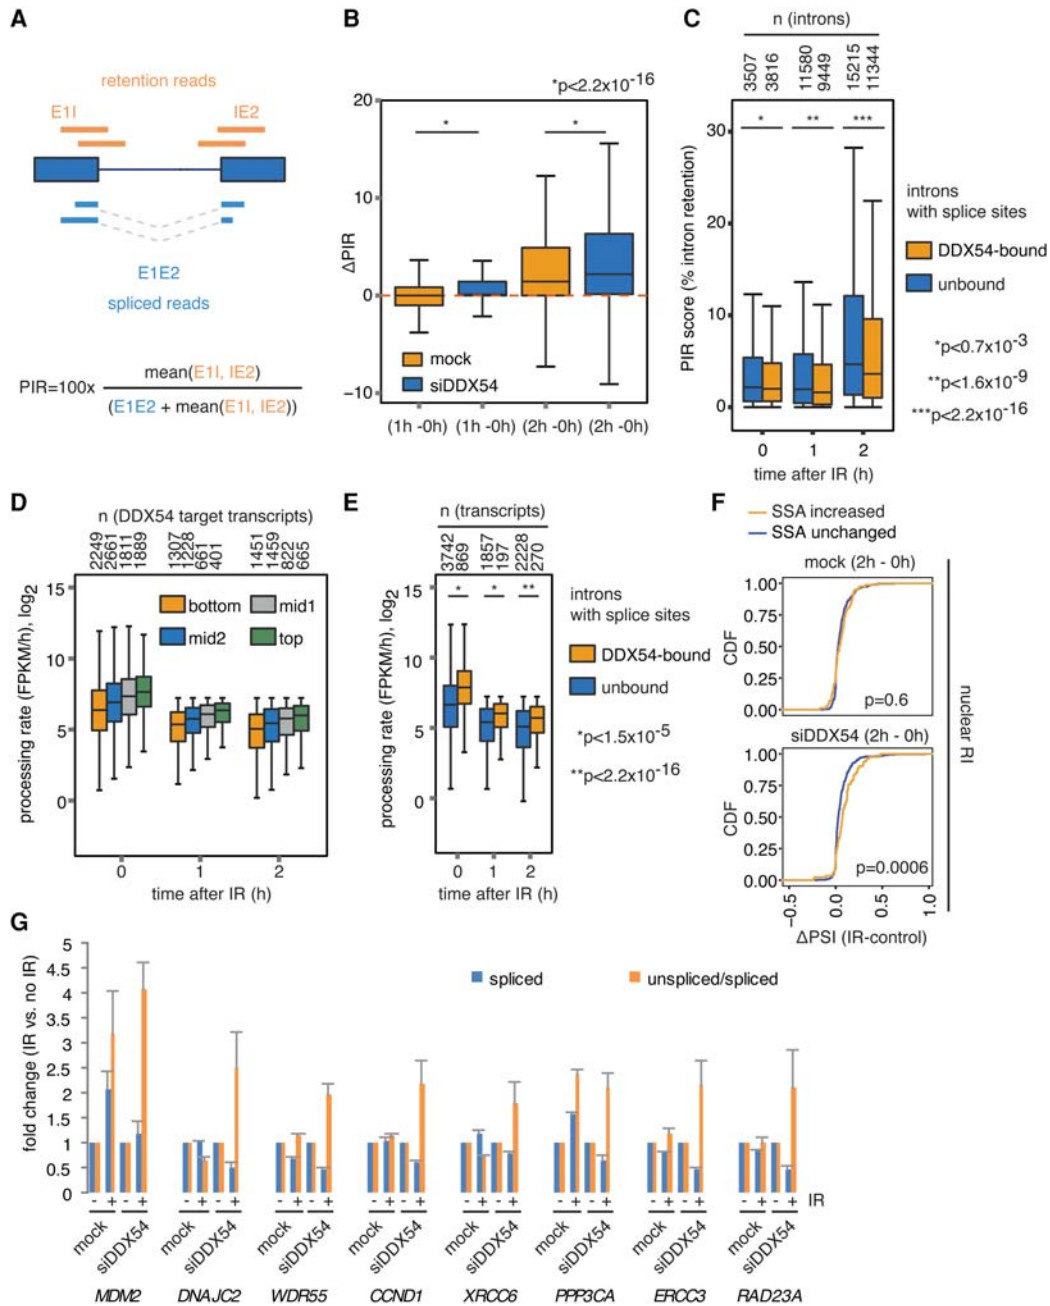 A
retention reads
E1I
IE2
E1E2
spliced reads
PIR=100x
mean(E1I, IE2)
(E1E2 + mean(E1I, IE2))
B
*p<2.2x10-16
20
10
0
−10
ΔPIR
*
*
mock
siDDX54
(1h -0h) (1h -0h) (2h -0h) (2h -0h)
C
n (introns)
3507
3816
11580
9449
15215
11344
*
**
***
30
20
10
0
PIR score (% intron retention)
0
1
2
time after IR (h)
introns
with splice sites
DDX54-bound
unbound
*p<0.7x10-3
**p<1.6x10-9
***p<2.2x10-16
D
n (DDX54 target transcripts)
2249
2661
1811
1889
1307
1228
661
401
1451
1459
822
665
15
10
5
0
processing rate (FPKM/h), log2
bottom
mid1
mid2
top
0
1
2
time after IR (h)
E
n (transcripts)
3742
869
1857
197
2228
270
*
*
**
15
10
5
0
processing rate (FPKM/h), log2
0
1
2
time after IR (h)
introns
with splice sites
DDX54-bound
unbound
*p<1.5x10-5
**p<2.2x10-16
F
SSA increased
SSA unchanged
mock (2h - 0h)
1.00
0.75
0.50
0.25
0.00
CDF
p=0.6
siDDX54 (2h - 0h)
1.00
0.75
0.50
0.25
0.00
CDF
p=0.0006
−0.5
0.0
0.5
1.0
ΔPSI (IR-control)
nuclear RI
G
5
4.5
4
3.5
3
2.5
2
1.5
1
0.5
0
fold change (IR vs. no IR)
spliced
unspliced/spliced
- + - + - + - + - + - + - + - + - + - + - + - + - + - + - + - + IR
mock siDDX54 mock siDDX54 mock siDDX54 mock siDDX54 mock siDDX54 mock siDDX54 mock siDDX54 mock siDDX54
MDM2 DNAJC2 WDR55 CCND1 XRCC6 PPP3CA ERCC3 RAD23A